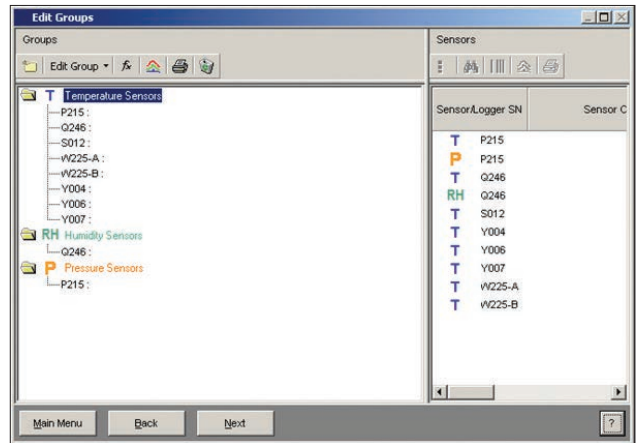 Edit Groups
Groups
Edit Group
fx
T Temperature Sensors
P215 :
Q246 :
S012 :
W225-A :
W225-B :
Y004 :
Y006 :
Y007 :
RH Humidity Sensors
Q246 :
P Pressure Sensors
P215 :
Sensors
Sensor/Logger SN Sensor C
T P215
P P215
T Q246
RH Q246
T S012
T Y004
T Y006
T Y007
T W225-A
T W225-B
Main Menu Back Next ?